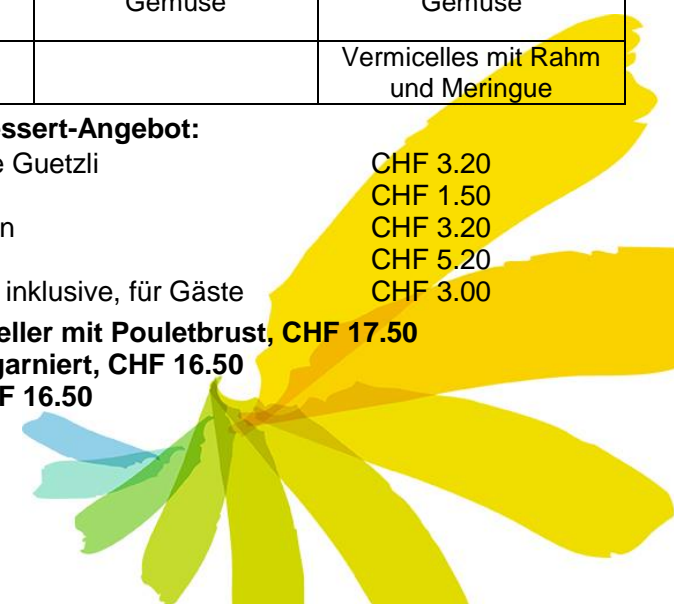 Gemüse Gemüse
Vermicelles mit Rahm
und Meringue
essert-Angebot:
e Guetzli CHF 3.20
CHF 1.50
n CHF 3.20
CHF 5.20
inklusive, für Gäste CHF 3.00
eller mit Pouletbrust, CHF 17.50
garniert, CHF 16.50
F 16.50